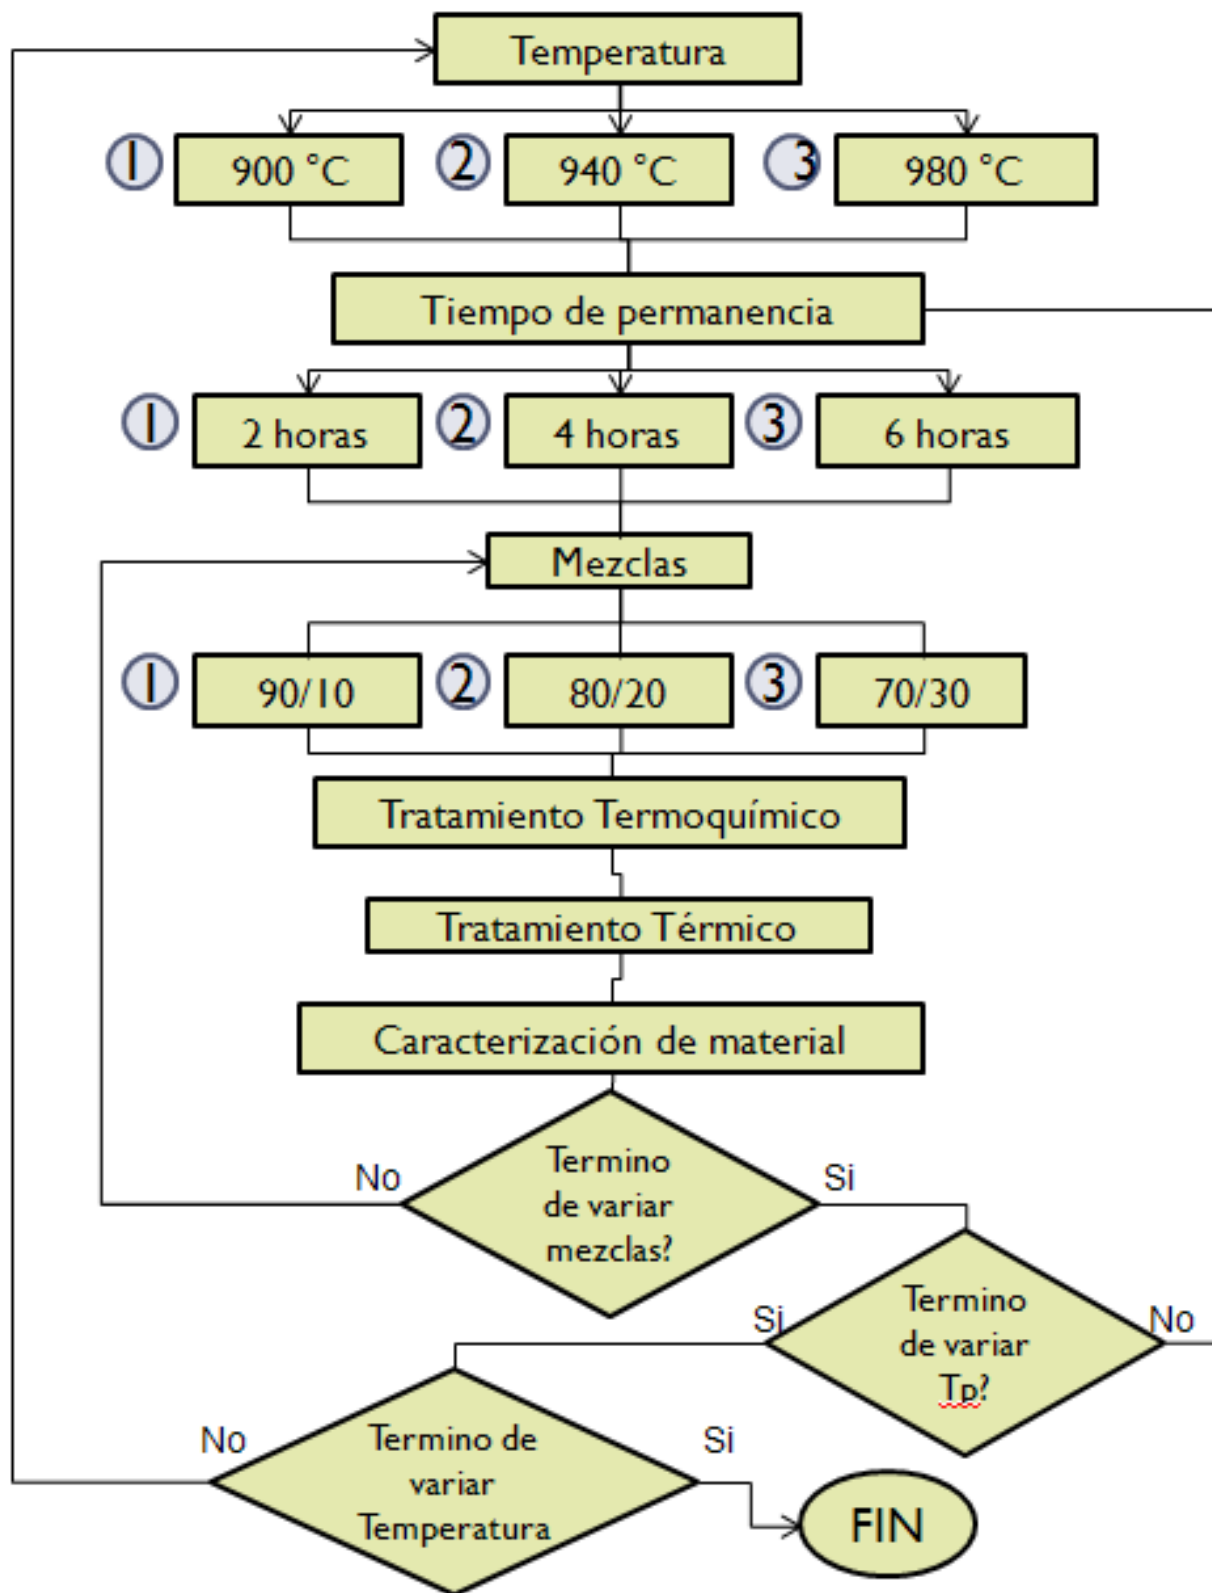 Temperatura
1 900 °C 2 940 °C 3 980 °C
Tiempo de permanencia
1 2 horas 2 4 horas 3 6 horas
Mezclas
1 90/10 2 80/20 3 70/30
Tratamiento Termoquímico
Tratamiento Térmico
Caracterización de material
No
Termino
de variar
mezclas?
Si
Si
Termino
de variar
Tp?
No
No
Termino de
variar
Temperatura
Si
FIN